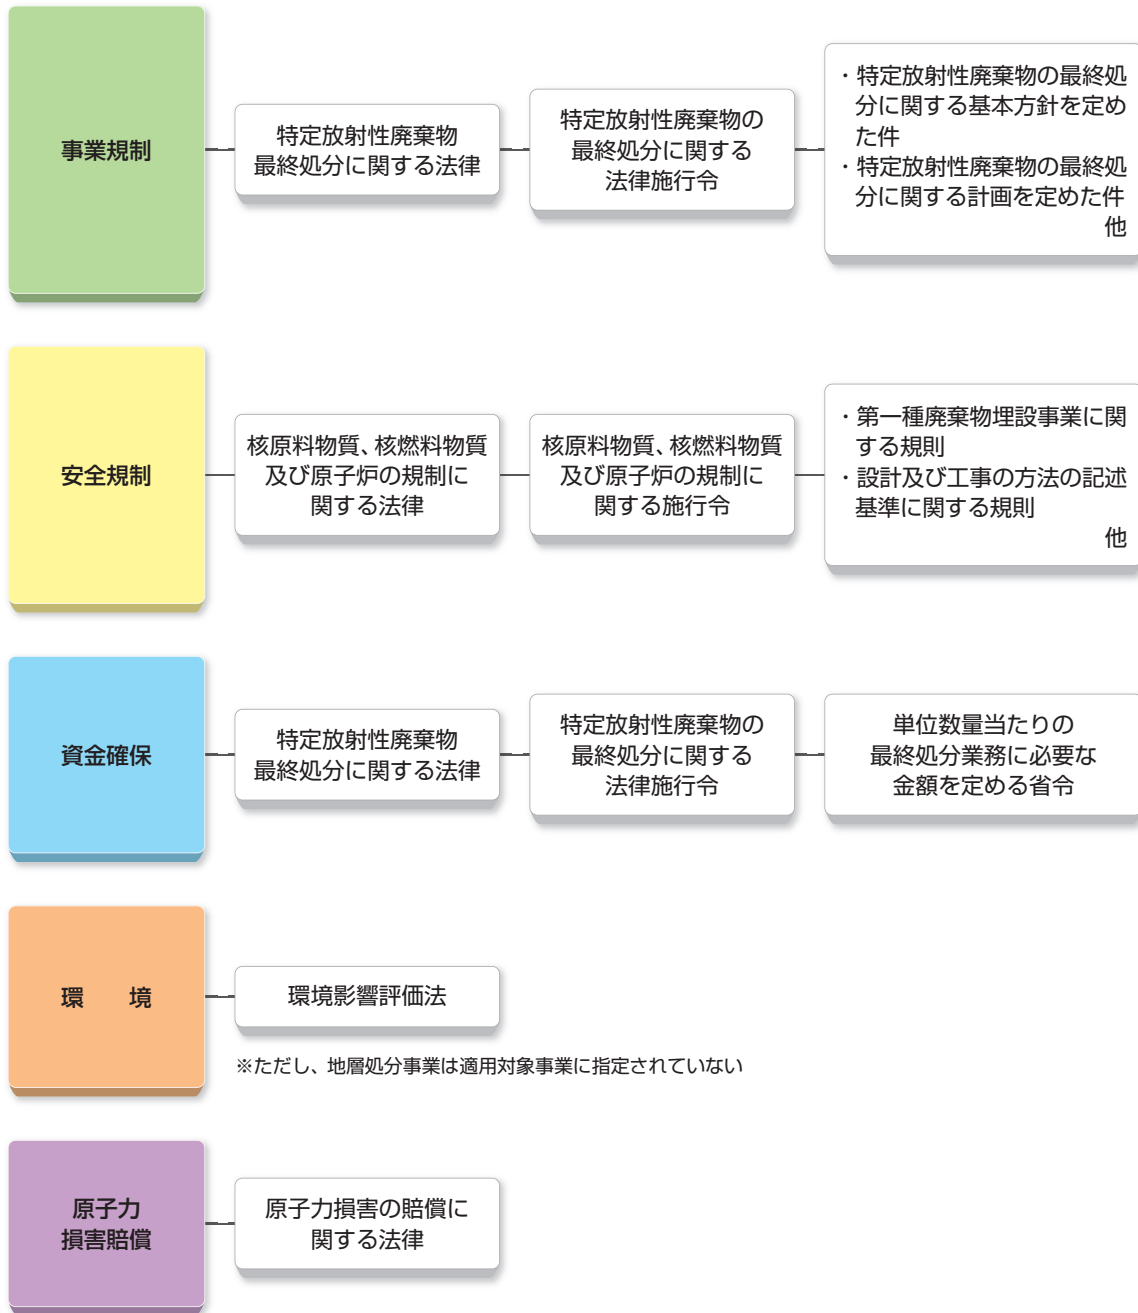 事業規制
特定放射性廃棄物
最終処分に関する法律
特定放射性廃棄物の
最終処分に関する
法律施行令
・特定放射性廃棄物の最終処
分に関する基本方針を定め
た件
・特定放射性廃棄物の最終処
分に関する計画を定めた件
他
安全規制
核原料物質、核燃料物質
及び原子炉の規制に
関する法律
核原料物質、核燃料物質
及び原子炉の規制に
関する施行令
・第一種廃棄物埋設事業に関
する規則
・設計及び工事の方法の記述
基準に関する規則
他
資金確保
特定放射性廃棄物
最終処分に関する法律
特定放射性廃棄物の
最終処分に関する
法律施行令
単位数量当たりの
最終処分業務に必要な
金額を定める省令
環　境
環境影響評価法
※ただし、地層処分事業は適用対象事業に指定されていない
原子力
損害賠償
原子力損害の賠償に
関する法律